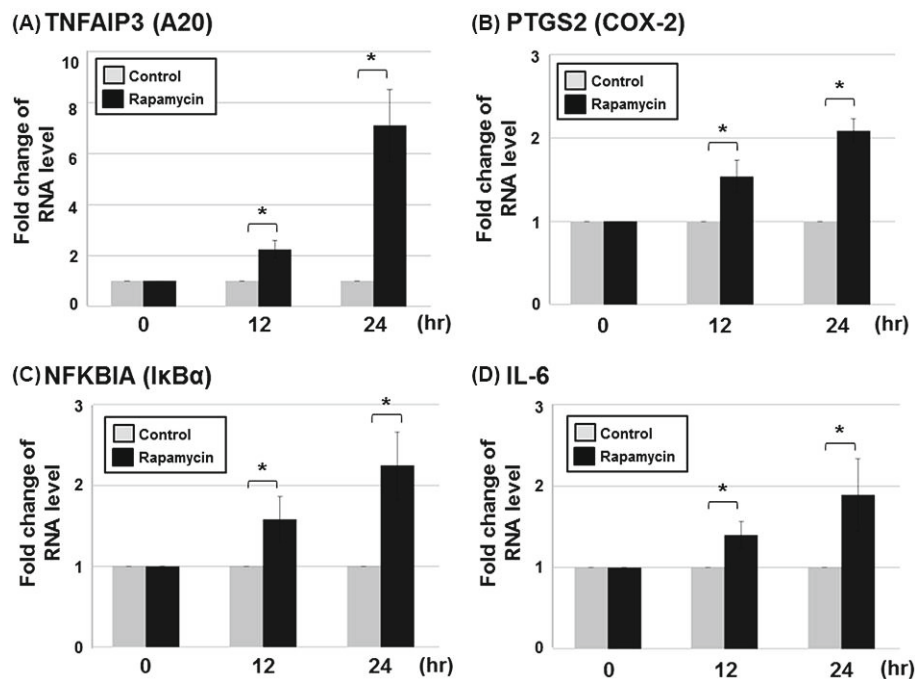 (A) TNFAIP3 (A20)
Fold change of
RNA level
10
8
6
4
2
0
Control
Rapamycin
*
*
0 12 24 (hr)
(B) PTGS2 (COX-2)
Fold change of
RNA level
3
2
1
0
Control
Rapamycin
*
*
0 12 24 (hr)
(C) NFKBIA (IκBα)
Fold change of
RNA level
3
2
1
0
Control
Rapamycin
*
*
0 12 24 (hr)
(D) IL-6
Fold change of
RNA level
3
2
1
0
Control
Rapamycin
*
*
0 12 24 (hr)